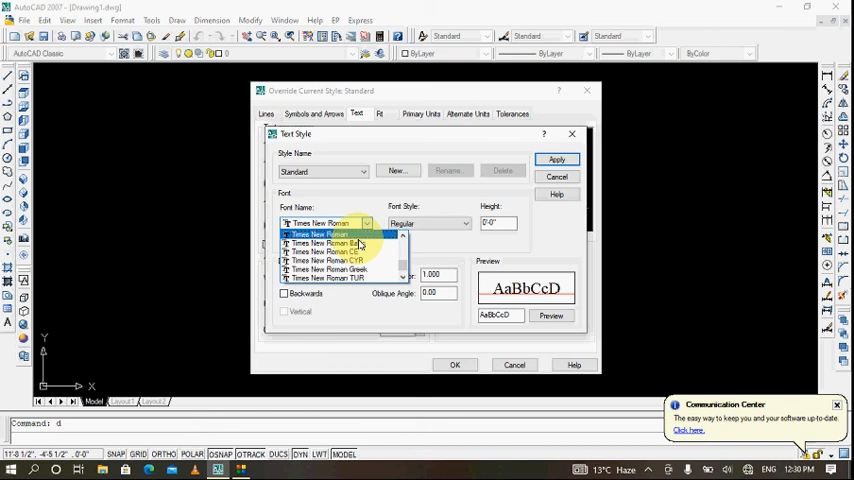 AutoCAD 2007 - [Drawing1.dwg]
File Edit View Insert Format Tools Draw Dimension Modify Window Help EP Express
Standard Standard Standard
AutoCAD Classic 0 ByLayer ByLayer ByLayer ByColor
Override Current Style: Standard
Lines Symbols and Arrows Text Fit Primary Units Alternate Units Tolerances
Text Style
Style Name
Standard New... Rename... Delete
Apply
Cancel
Help
Font
Font Name: Font Style: Height:
Times New Roman Regular 0'-0"
Times New Roman
Times New Roman
Times New Roman CE
Times New Roman CYR
Times New Roman Greek
Times New Roman TUR
1.000
Backwards Oblique Angle: 0.00
Vertical
Preview
AaBbCcD
AaBbCcD Preview
OK Cancel Help
Y
X
Model Layout1 Layout2
Command: d
Communication Center
The easy way to keep you and your software up-to-date.
Click here.
11'-8 1/2", -4'-5 1/2" , 0'-0" SNAP GRID ORTHO POLAR OSNAP OTRACK DUCS DYN LWT MODEL
13°C Haze ENG 12:30 PM